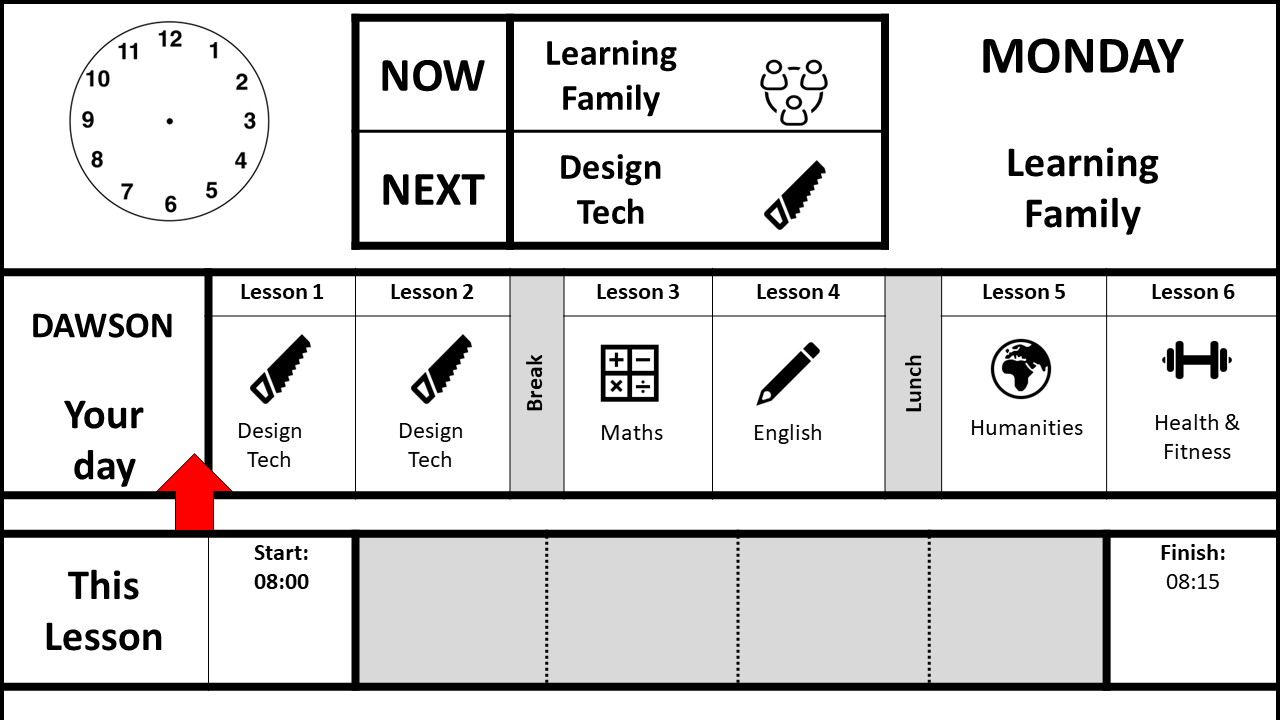 12
11
1
10
2
9
3
8
4
7
5
6
NOW
Learning
Family
NEXT
Design
Tech
MONDAY
Learning
Family
DAWSON
Your
day
Lesson 1
Design
Tech
Lesson 2
Design
Tech
Break
Lesson 3
Maths
Lesson 4
English
Lunch
Lesson 5
Humanities
Lesson 6
Health &
Fitness
This
Lesson
Start:
08:00
Finish:
08:15